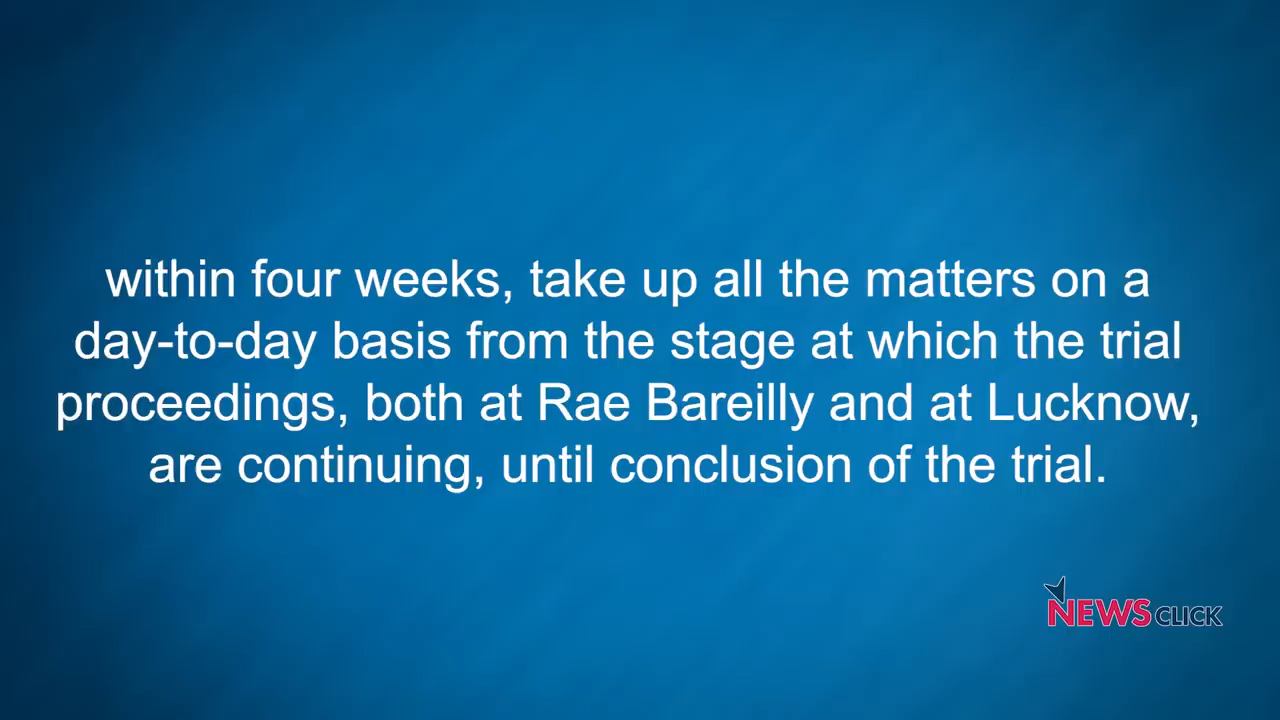 within four weeks, take up all the matters on a
day-to-day basis from the stage at which the trial
proceedings, both at Rae Bareilly and at Lucknow,
are continuing, until conclusion of the trial.
NEWSCLICK